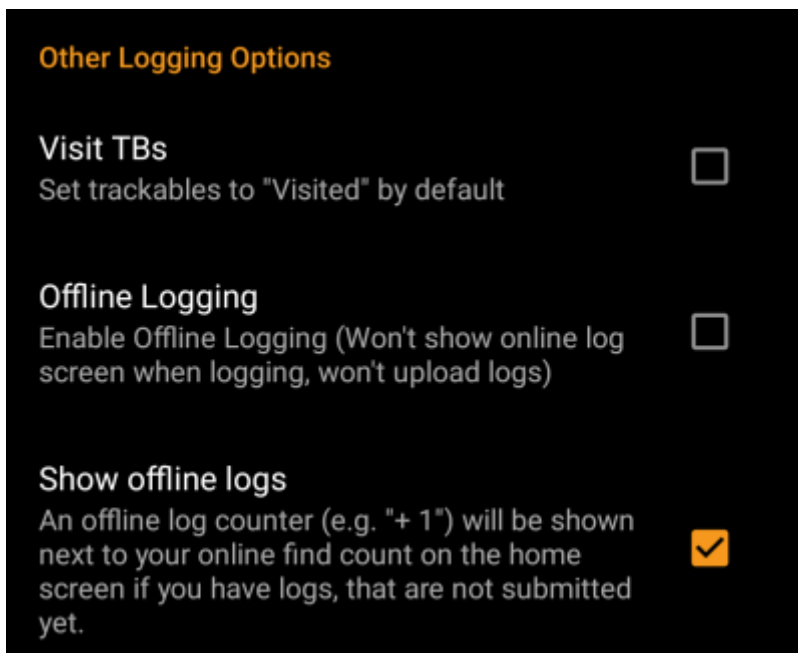 Other Logging Options
Visit TBs
Set trackables to "Visited" by default
Offline Logging
Enable Offline Logging (Won't show online log
screen when logging, won't upload logs)
Show offline logs
An offline log counter (e.g. "+ 1") will be shown
next to your online find count on the home
screen if you have logs, that are not submitted
yet.